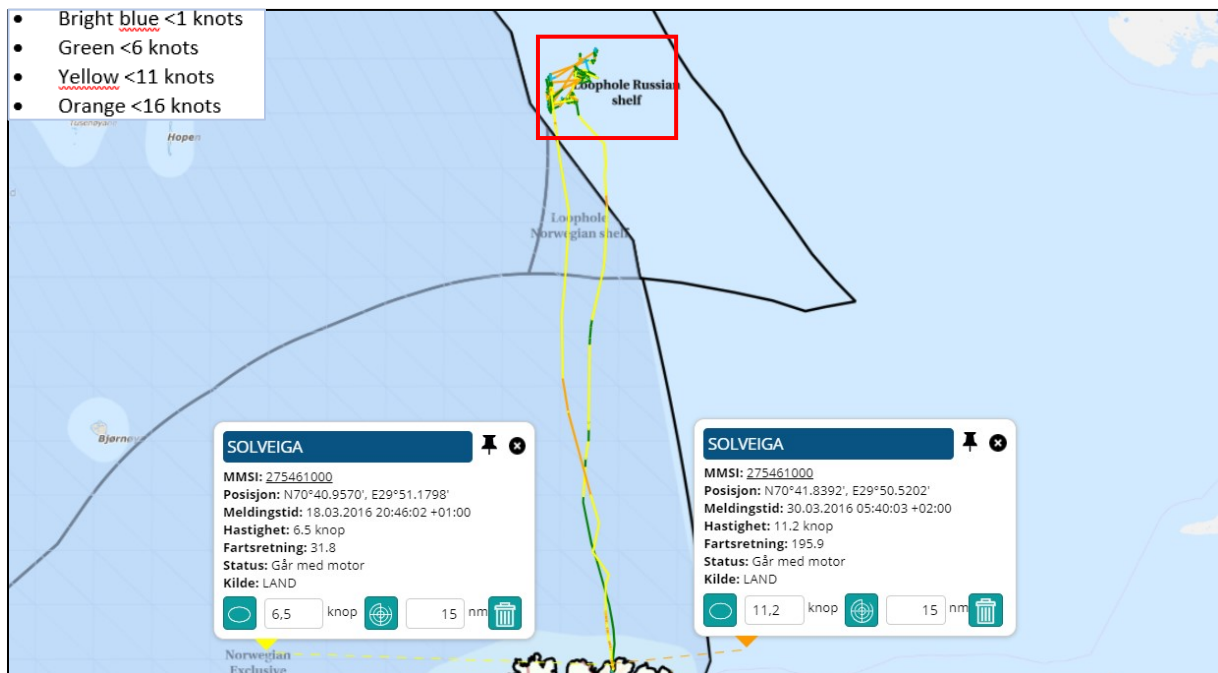 • Bright blue <1 knots
• Green <6 knots
• Yellow <11 knots
• Orange <16 knots
Tusenøyane
Hopen
Loophole Russian
shelf
Loophole
Norwegian shelf
Bjørnøy
SOLVEIGA
MMSI: 275461000
Posisjon: N70°40.9570', E29°51.1798'
Meldingstid: 18.03.2016 20:46:02 +01:00
Hastighet: 6.5 knop
Fartsretning: 31.8
Status: Går med motor
Kilde: LAND
6,5 knop 15 nm
SOLVEIGA
MMSI: 275461000
Posisjon: N70°41.8392', E29°50.5202'
Meldingstid: 30.03.2016 05:40:03 +02:00
Hastighet: 11.2 knop
Fartsretning: 195.9
Status: Går med motor
Kilde: LAND
11,2 knop 15 nm
Norwegian
Exclusive